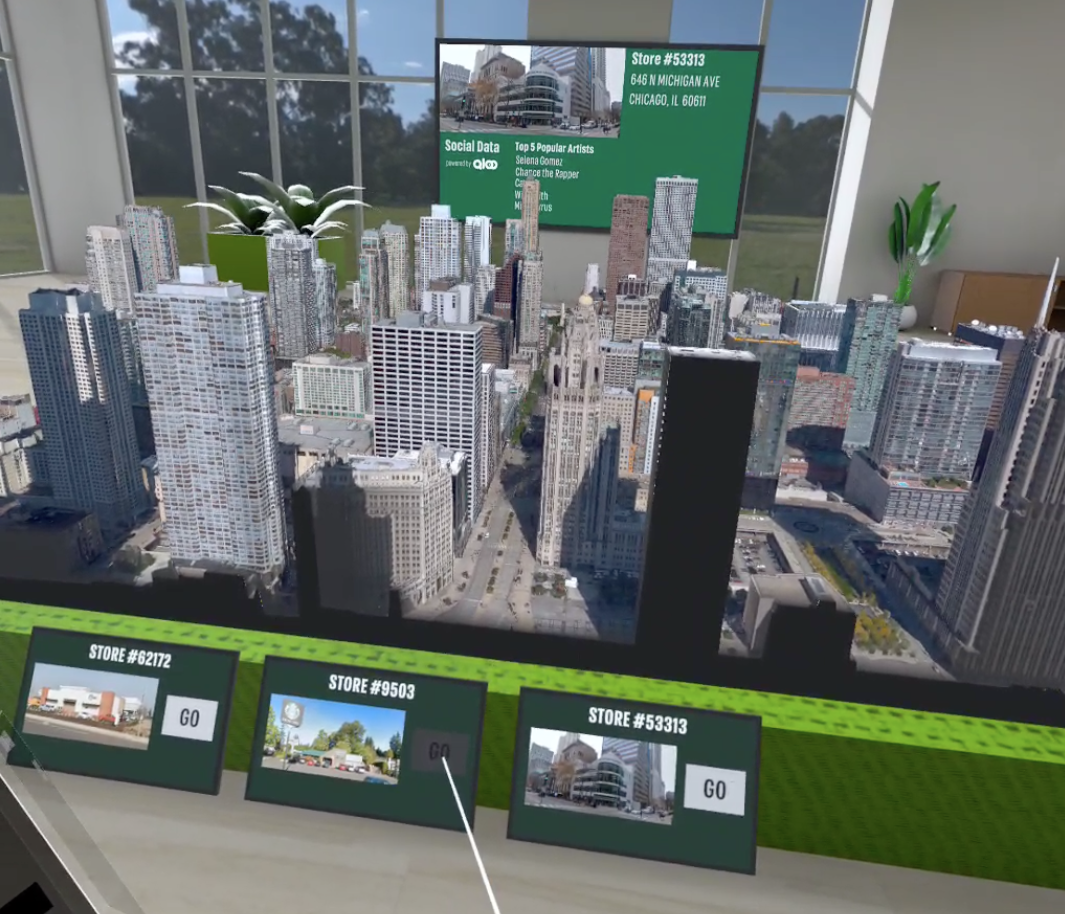 Store #53313
646 N MICHIGAN AVE
CHICAGO, IL 60611
Social Data
powered by qloo
Top 5 Popular Artists
Selena Gomez
Chance the Rapper
STORE #62172
GO
STORE #9503
GO
STORE #53313
GO